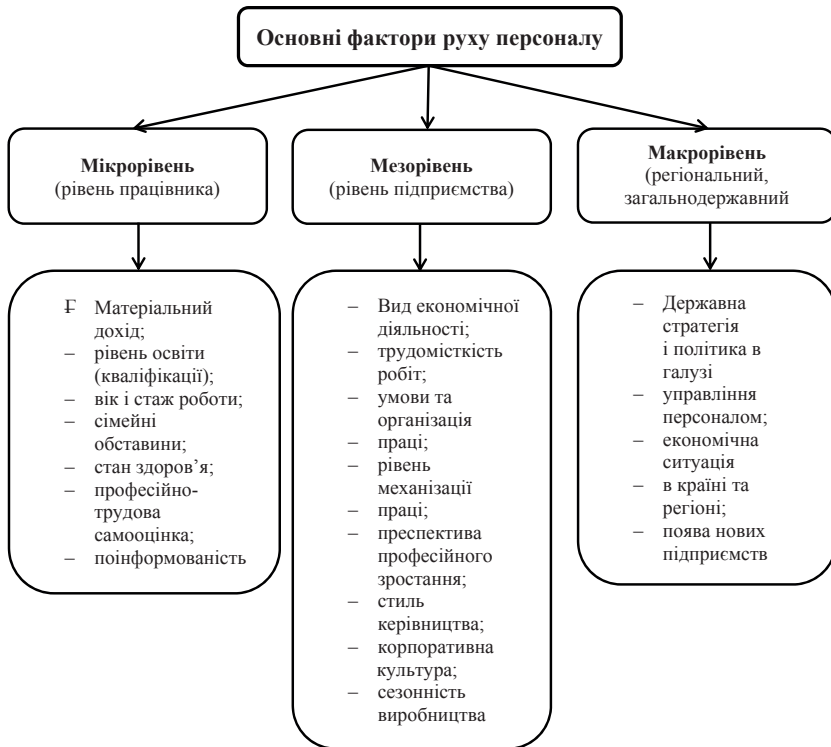 Основні фактори руху персоналу
Мікрорівень
(рівень працівника)
Мезорівень
(рівень підприємства)
Макрорівень
(регіональний,
загальнодержавний
₣ Матеріальний
дохід;
– рівень освіти
(кваліфікації);
– вік і стаж роботи;
– сімейні
обставини;
– стан здоров’я;
– професійно-
трудова
самооцінка;
– поінформованість
– Вид економічної
діяльності;
– трудомісткість
робіт;
– умови та
організація
– праці;
– рівень
механізації
– праці;
– преспектива
професійного
зростання;
– стиль
керівництва;
– корпоративна
культура;
– сезонність
виробництва
– Державна
стратегія
і політика в
галузі
– управління
персоналом;
– економічна
ситуація
– в країні та
регіоні;
– поява нових
підприємств